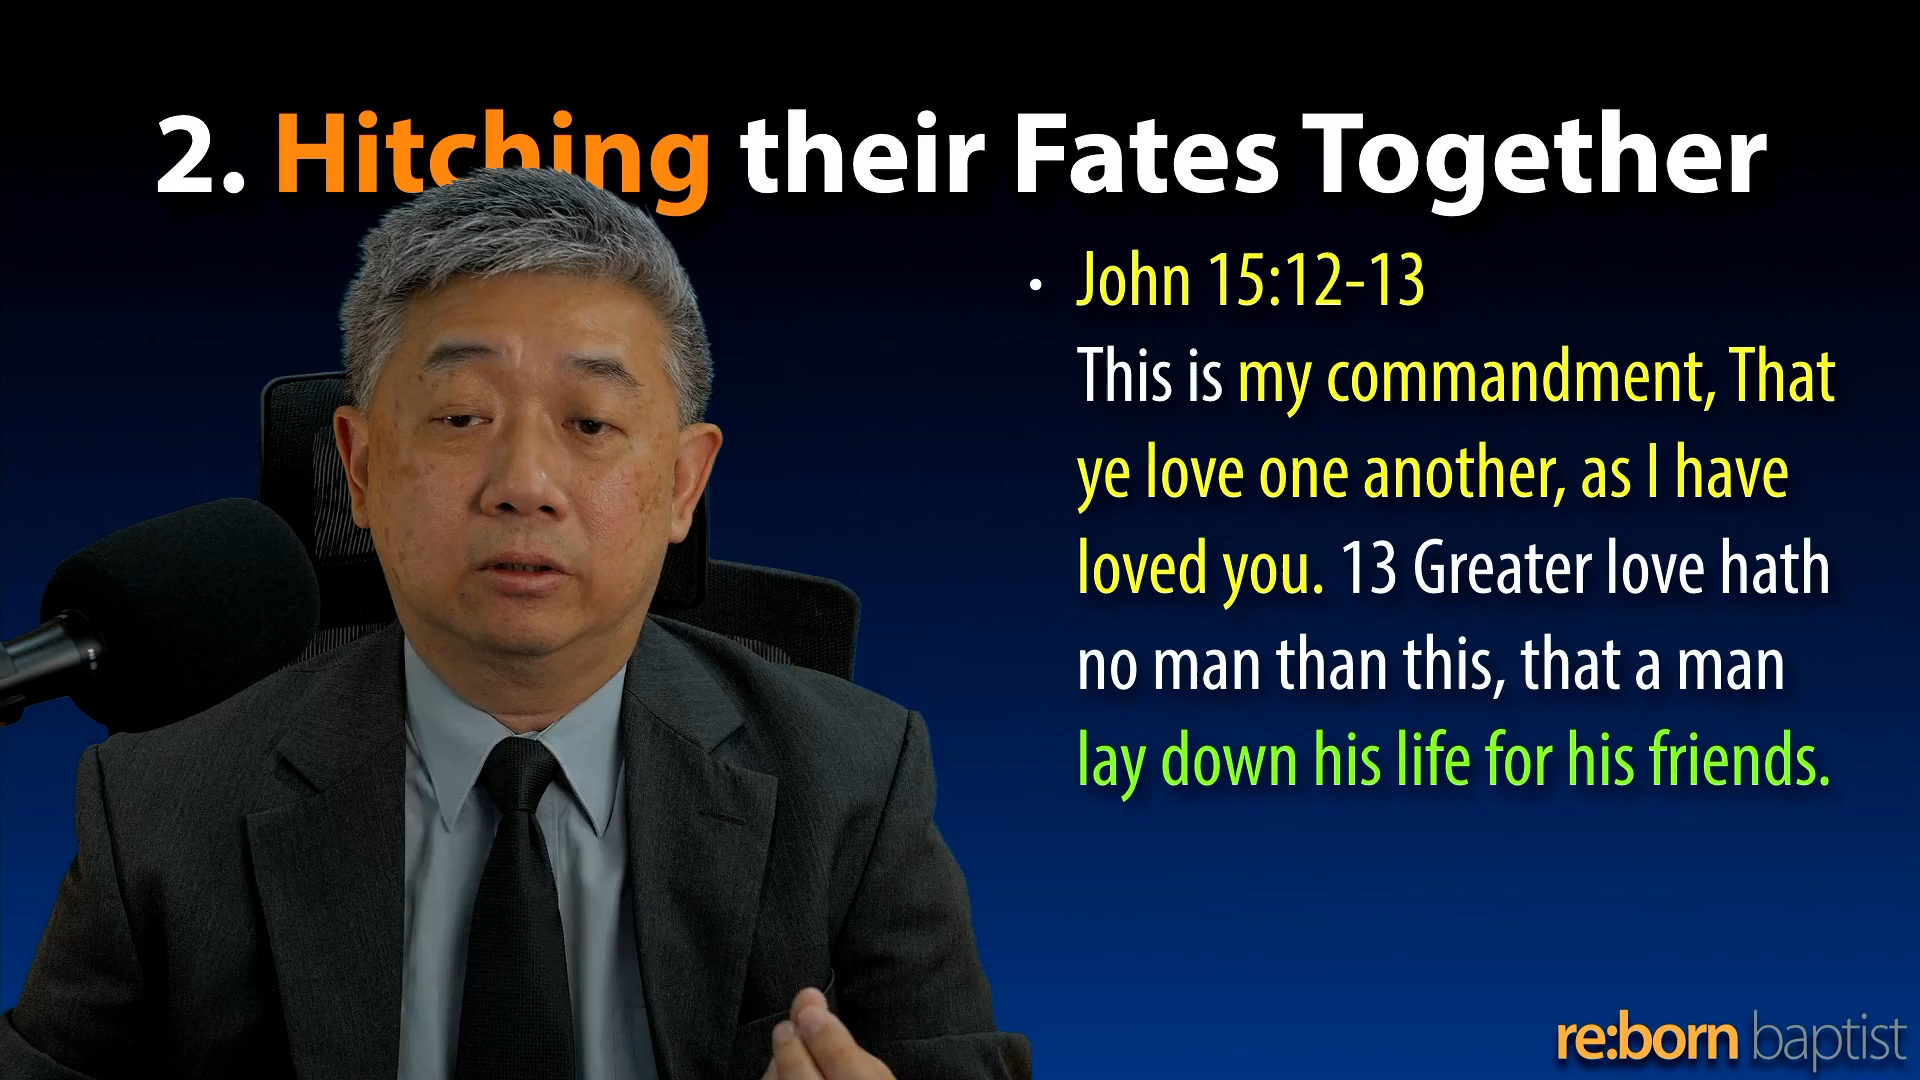 2. Hitching their Fates Together
• John 15:12-13
This is my commandment, That
ye love one another, as I have
loved you. 13 Greater love hath
no man than this, that a man
lay down his life for his friends.
re:born baptist